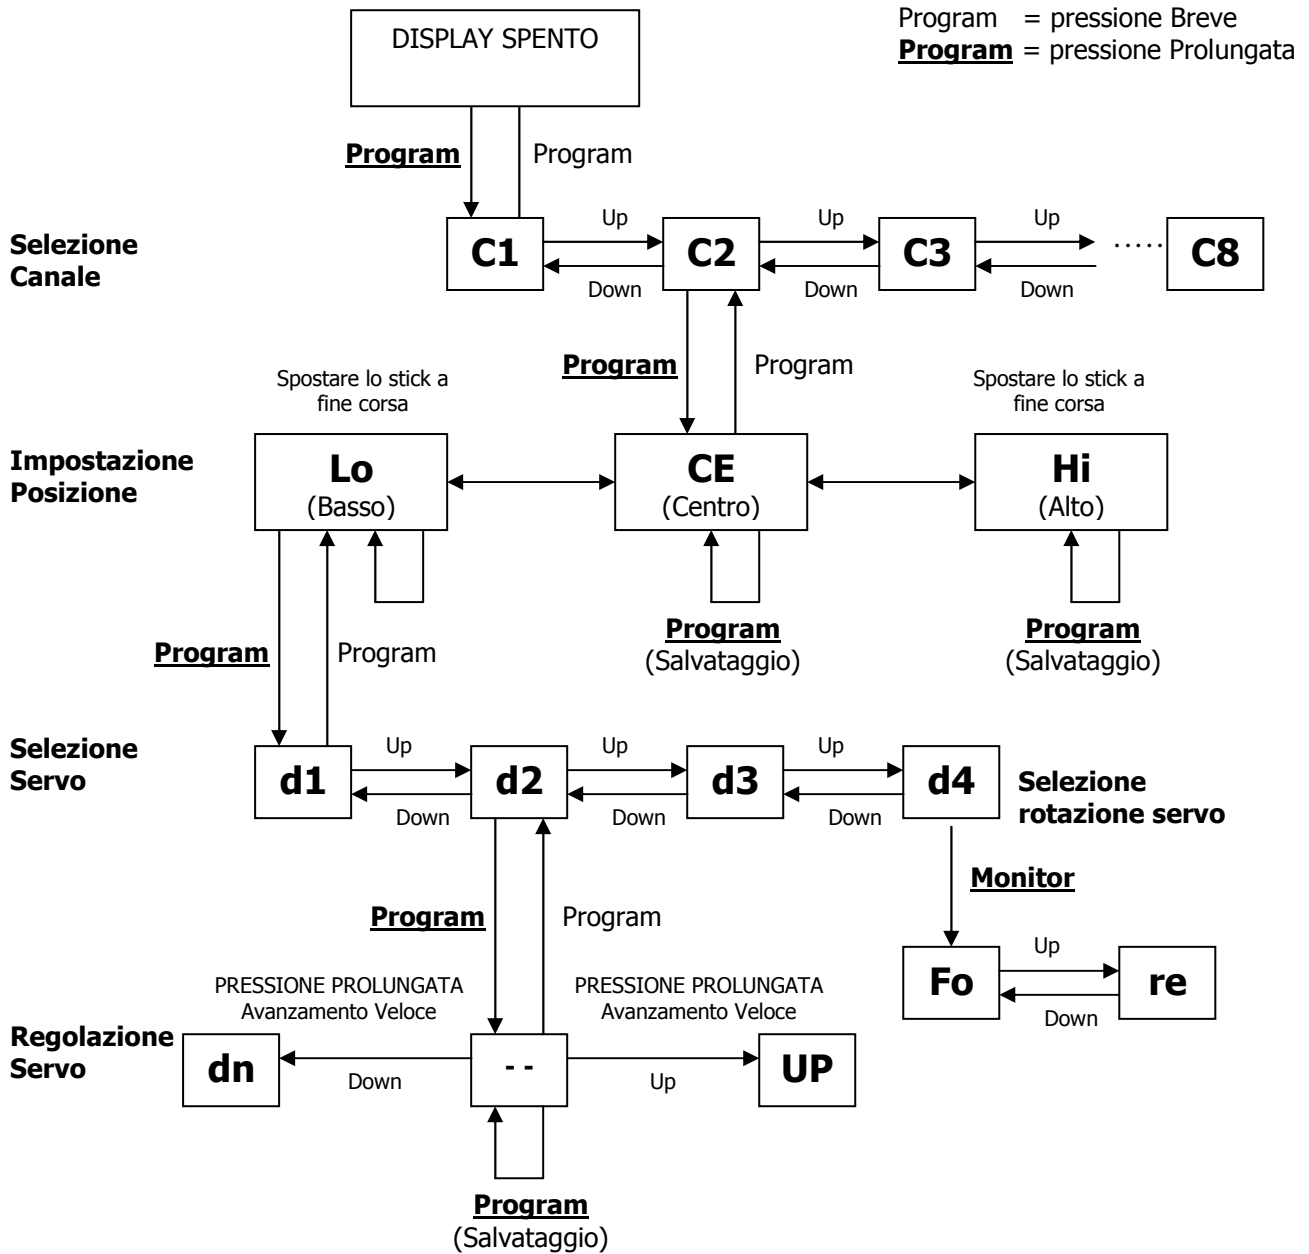 Program = pressione Breve
Program = pressione Prolungata
DISPLAY SPENTO
Program Program
Selezione
Canale
C1 Up C2 Up C3 Up ..... C8
Down Down Down
Program Program
Spostare lo stick a
fine corsa
Spostare lo stick a
fine corsa
Impostazione
Posizione
Lo
(Basso)
CE
(Centro)
Hi
(Alto)
Program Program
Program
(Salvataggio)
Program
(Salvataggio)
Selezione
Servo
d1 Up d2 Up d3 Up d4
Down Down Down
Selezione
rotazione servo
Monitor
Program Program
Fo Up re
Down
PRESSIONE PROLUNGATA
Avanzamento Veloce
PRESSIONE PROLUNGATA
Avanzamento Veloce
Regolazione
Servo
dn Down - - Up UP
Program
(Salvataggio)